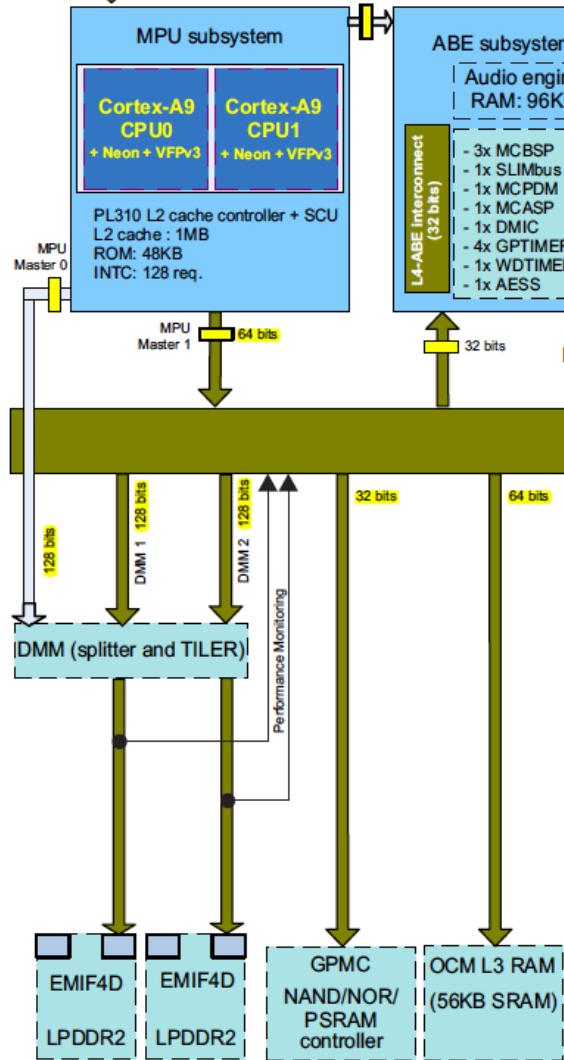 MPU subsystem
Cortex-A9
CPU0
+ Neon + VFPv3
Cortex-A9
CPU1
+ Neon + VFPv3
PL310 L2 cache controller + SCU
L2 cache : 1MB
ROM: 48KB
INTC: 128 req.
ABE subsystem
Audio engin
RAM: 96K
L4-ABE interconnect
(32 bits)
- 3x MCBSP
- 1x SLIMbus
- 1x MCPDM
- 1x MCASP
- 1x DMIC
- 4x GPTIMER
- 1x WDTIME
- 1x AESS
MPU
Master 0
MPU
Master 1
64 bits
32 bits
128 bits
128 bits
DMM 1
128 bits
DMM 2
32 bits
64 bits
Performance Monitoring
DMM (splitter and TILER)
EMIF4D
LPDDR2
EMIF4D
LPDDR2
GPMC
NAND/NOR/
PSRAM
controller
OCM L3 RAM
(56KB SRAM)